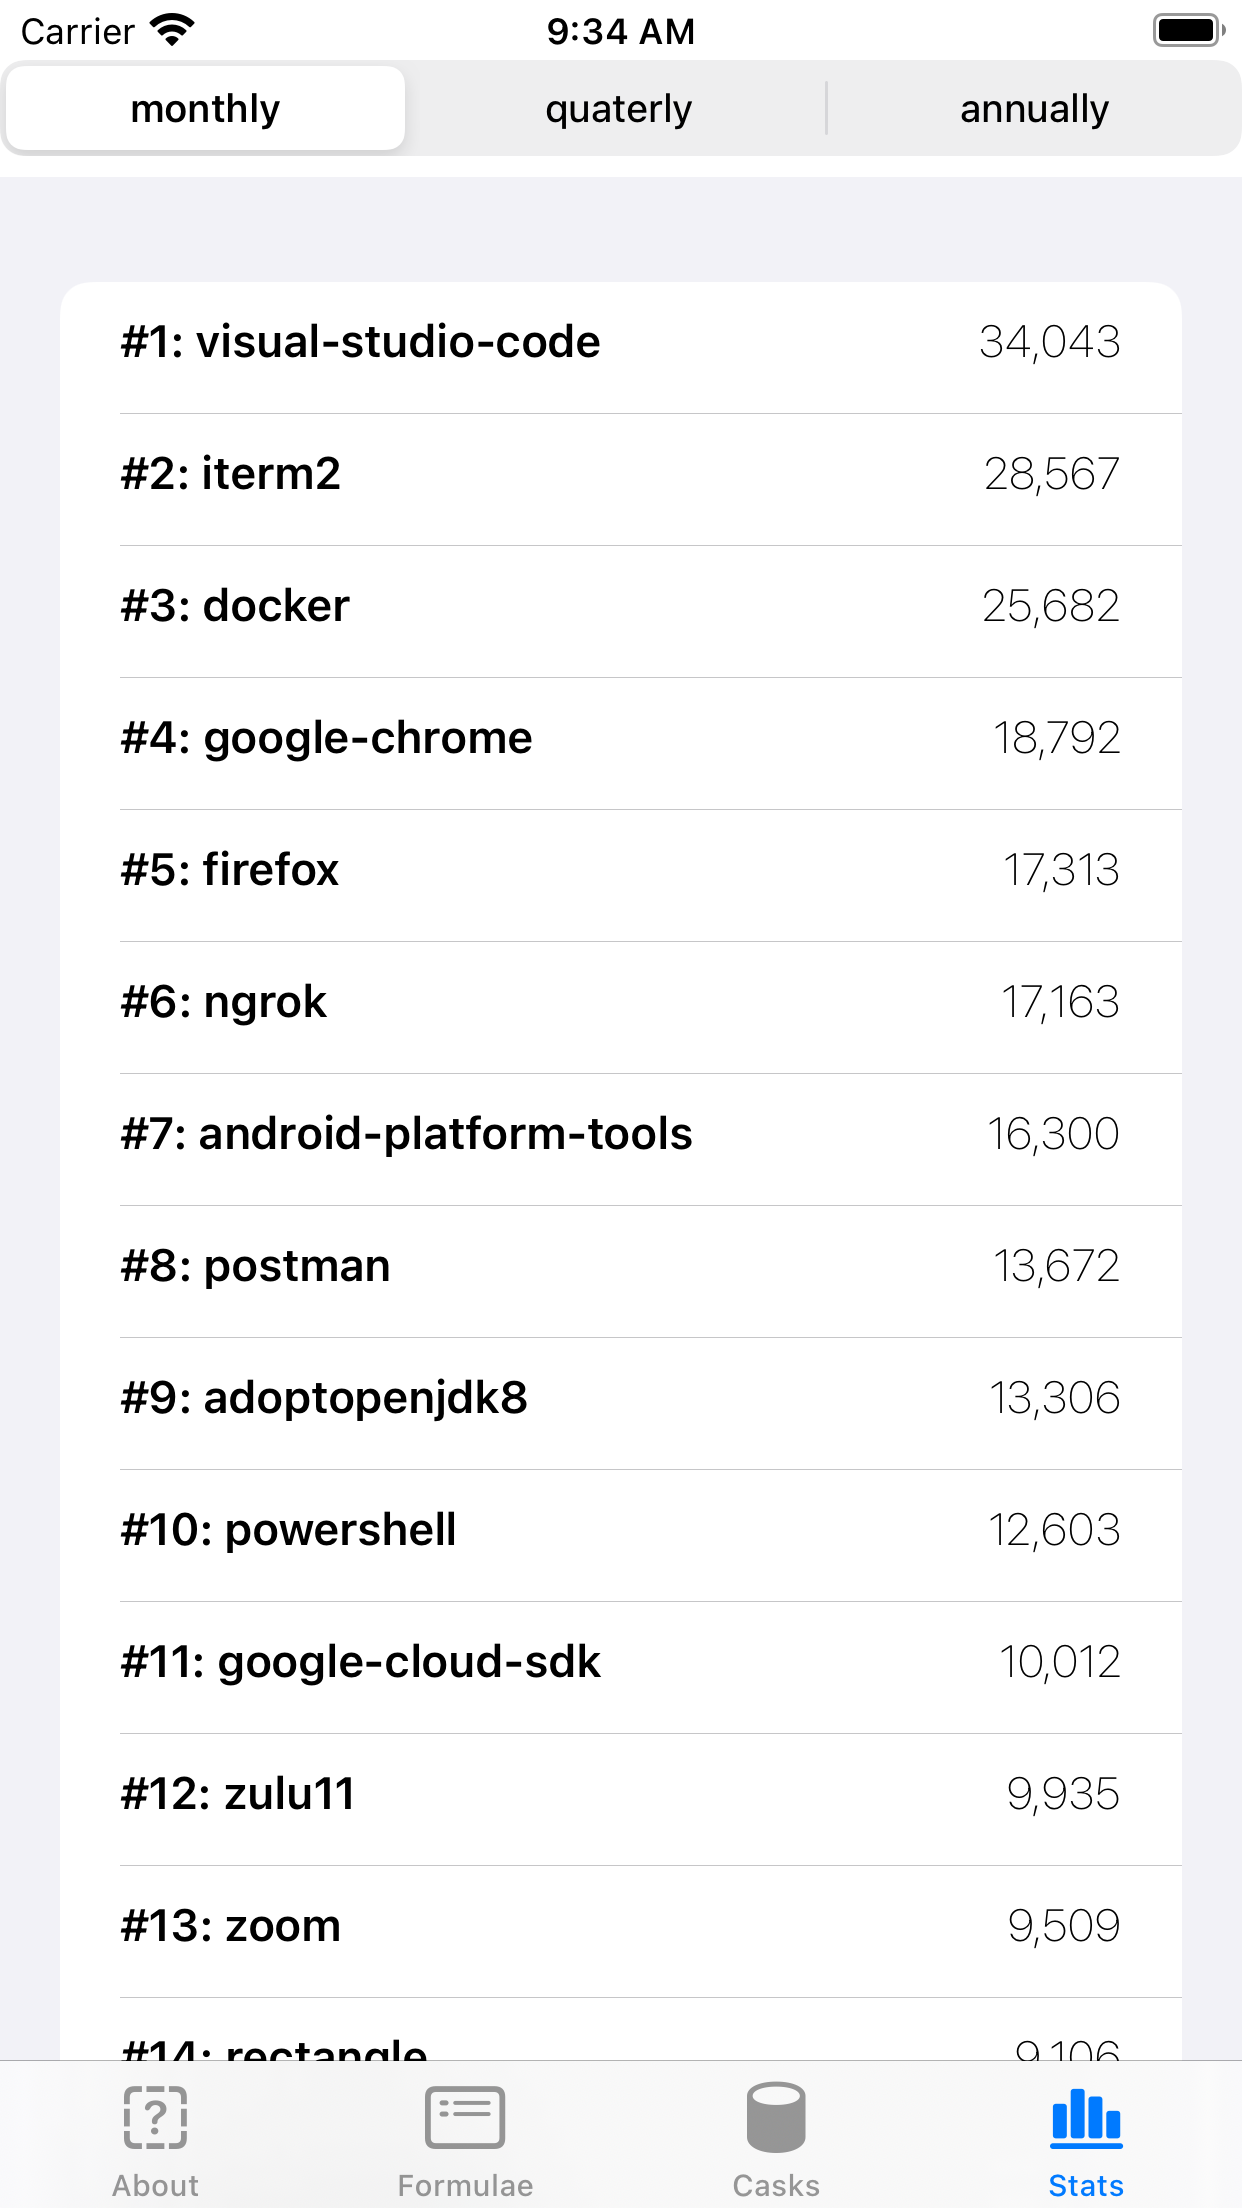 Carrier 9:34 AM
monthly quaterly annually
#1: visual-studio-code 34,043
#2: iterm2 28,567
#3: docker 25,682
#4: google-chrome 18,792
#5: firefox 17,313
#6: ngrok 17,163
#7: android-platform-tools 16,300
#8: postman 13,672
#9: adoptopenjdk8 13,306
#10: powershell 12,603
#11: google-cloud-sdk 10,012
#12: zulu11 9,935
#13: zoom 9,509
#14: rectangle 9,106
About Formulae Casks Stats